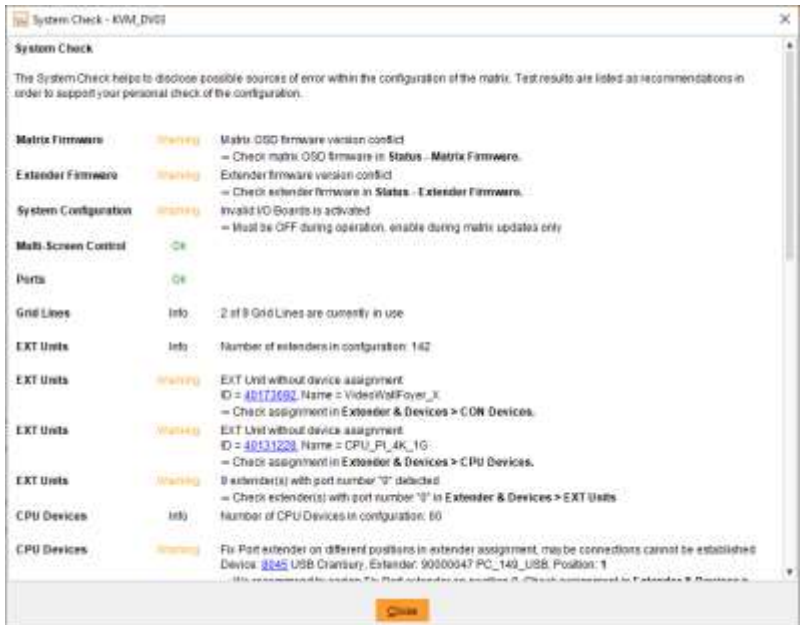 System Check - KVM_DV03
System Check
The System Check helps to disclose possible sources of error within the configuration of the matrix. Test results are listed as recommendations in
order to support your personal check of the configuration.
Matrix Firmware Warning Matrix OSD firmware version conflict
– Check matrix OSD firmware in Status - Matrix Firmware.
Extender Firmware Warning Extender firmware version conflict
– Check extender firmware in Status - Extender Firmware.
System Configuration Warning Invalid I/O Boards is activated
– Must be OFF during operation, enable during matrix updates only
Multi-Screen Control OK
Ports OK
Grid Lines Info 2 of 8 Grid Lines are currently in use
EXT Units Info Number of extenders in configuration: 142
EXT Units Warning EXT Unit without device assignment
ID = 40173692, Name = VideoWallFoyer_X
– Check assignment in Extender & Devices > CON Devices.
EXT Units Warning EXT Unit without device assignment
ID = 40131228, Name = CPU_PI_4K_1G
– Check assignment in Extender & Devices > CPU Devices.
EXT Units Warning extender(s) with port number "0" detected
– Check extender(s) with port number "0" in Extender & Devices > EXT Units
CPU Devices Info Number of CPU Devices in configuration: 60
CPU Devices Warning Fix Port extender on different positions in extender assignment, may be connections cannot be established
Device: 8045 USB Cranbury, Extender: 90000047 PC_149_USB, Position: 1
Close